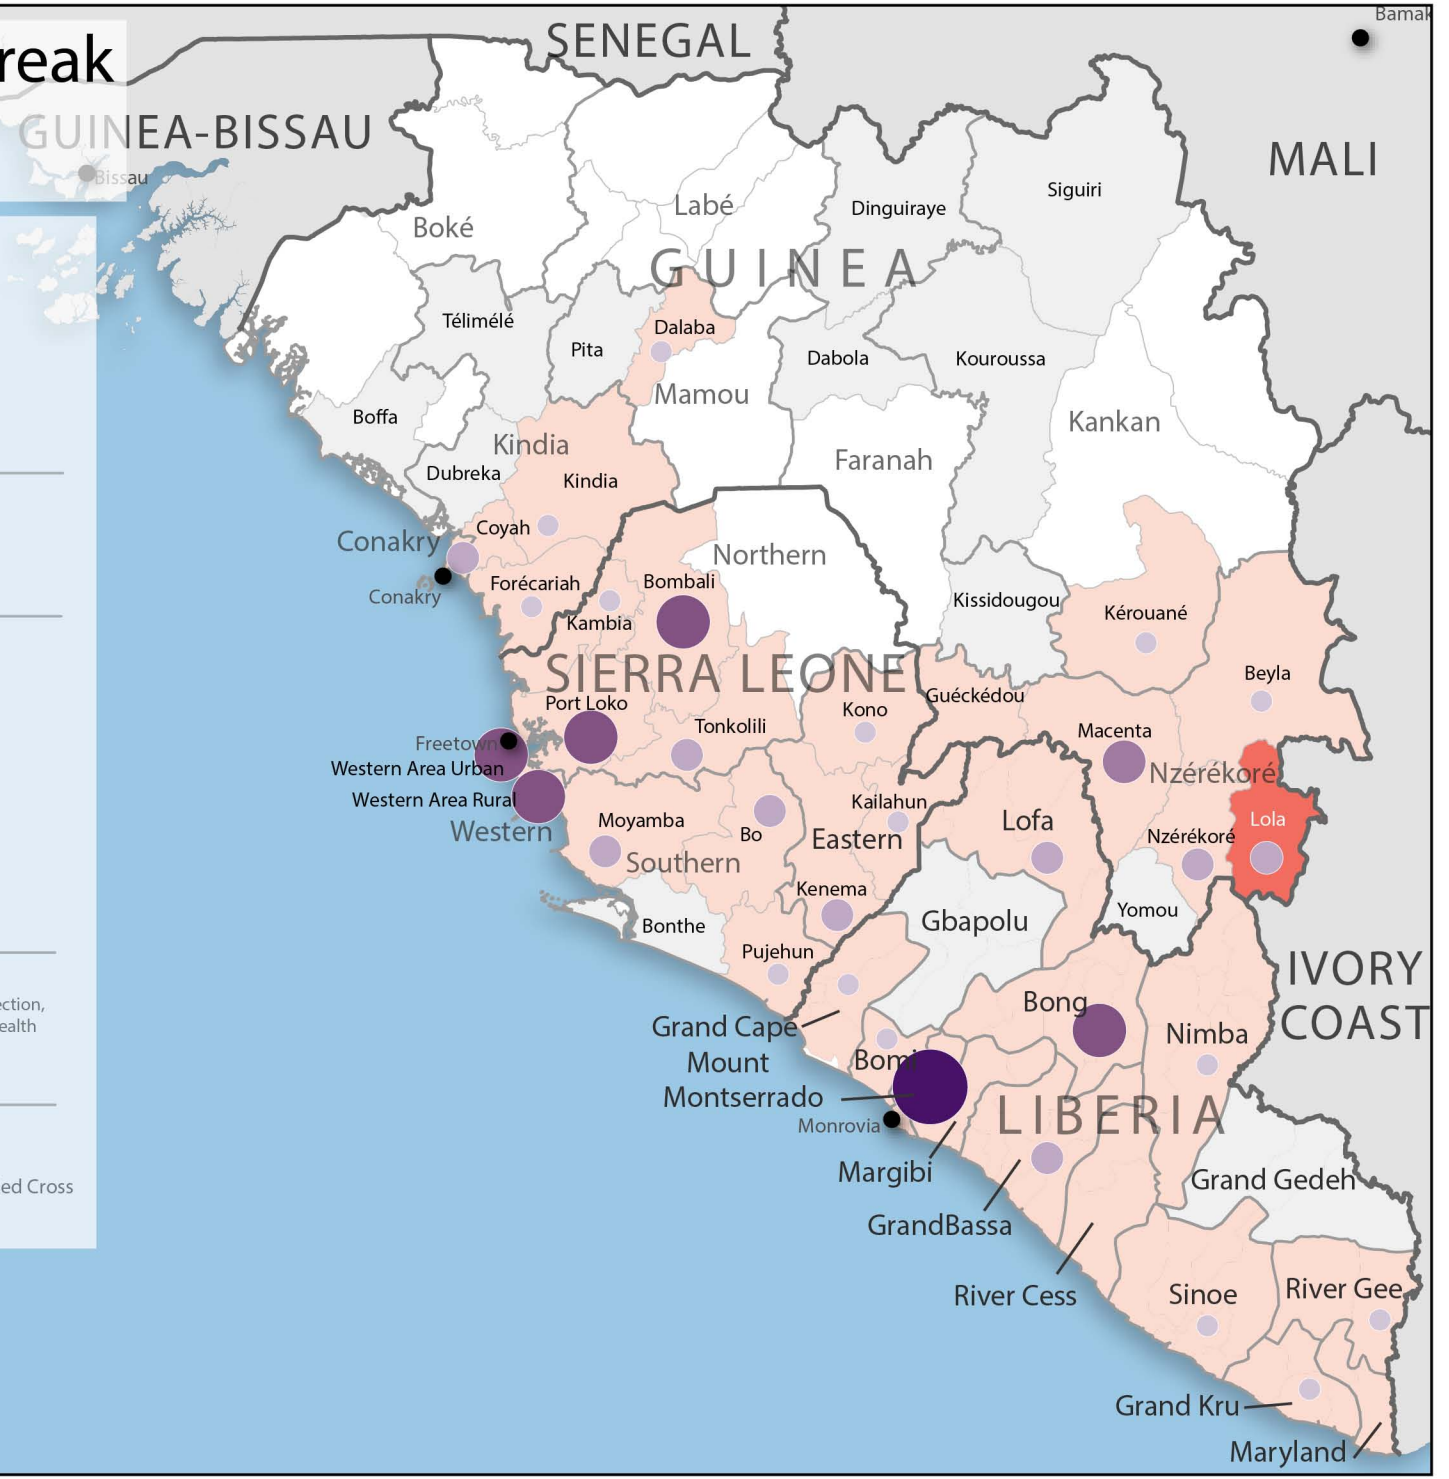 Bamak
SENEGAL
reak
GUINEA-BISSAU
Bissau
MALI
Siguiri
Labé
Dinguiraye
Boké
GUINEA
Télimélé
Dalaba
Pita
Dabola
Kouroussa
Mamou
Boffa
Kankan
Kindia
Faranah
Dubreka
Kindia
Coyah
Conakry
Northern
Forécariah
Bombali
Conakry
Kissidougou
Kérouané
Kambia
SIERRA LEONE
Beyla
Guéckédou
Port Loko
Kono
Tonkolili
Macenta
Freetown
Western Area Urban
Nzérékoré
Western Area Rural
Kailahun
Moyamba
Lofa
Lola
Western
Bo
Eastern
Nzérékoré
Southern
Kenema
Yomou
Gbapolu
Bonthe
Pujehun
IVORY
COAST
ection,
ealth
Bong
Grand Cape
Mount
Nimba
Bomi
Montserrado
LIBERIA
Monrovia
Margibi
ed Cross
Grand Gedeh
GrandBassa
River Cess
Sinoe
River Gee
Grand Kru
Maryland